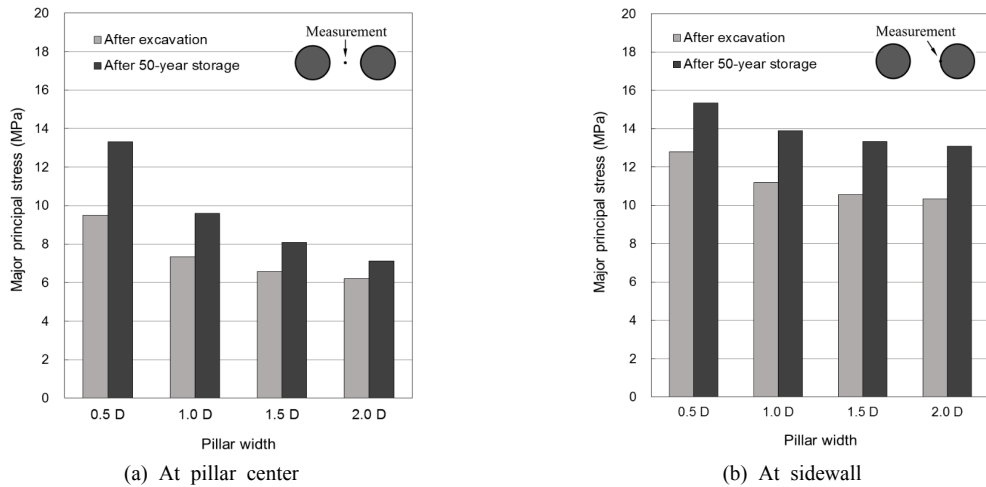 Major principal stress (MPa)
20
18
16
14
12
10
8
6
4
2
0
After excavation
After 50-year storage
Measurement
0.5 D 1.0 D 1.5 D 2.0 D
Pillar width
(a) At pillar center
Major principal stress (MPa)
20
18
16
14
12
10
8
6
4
2
0
After excavation
After 50-year storage
Measurement
0.5 D 1.0 D 1.5 D 2.0 D
Pillar width
(b) At sidewall